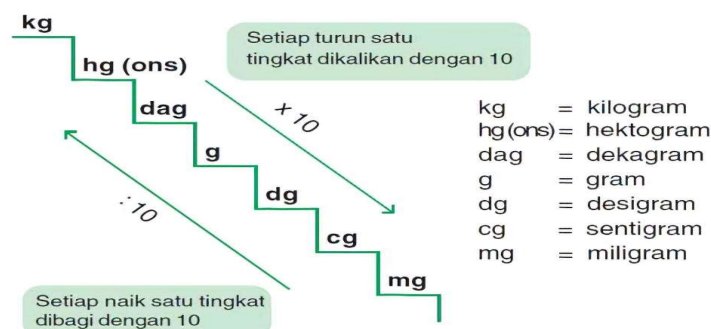 kg
hg (ons)
dag
g
dg
cg
mg
Setiap turun satu
tingkat dikalikan dengan 10
x 10
: 10
Setiap naik satu tingkat
dibagi dengan 10
kg = kilogram
hg (ons) = hektogram
dag = dekagram
g = gram
dg = desigram
cg = sentigram
mg = miligram